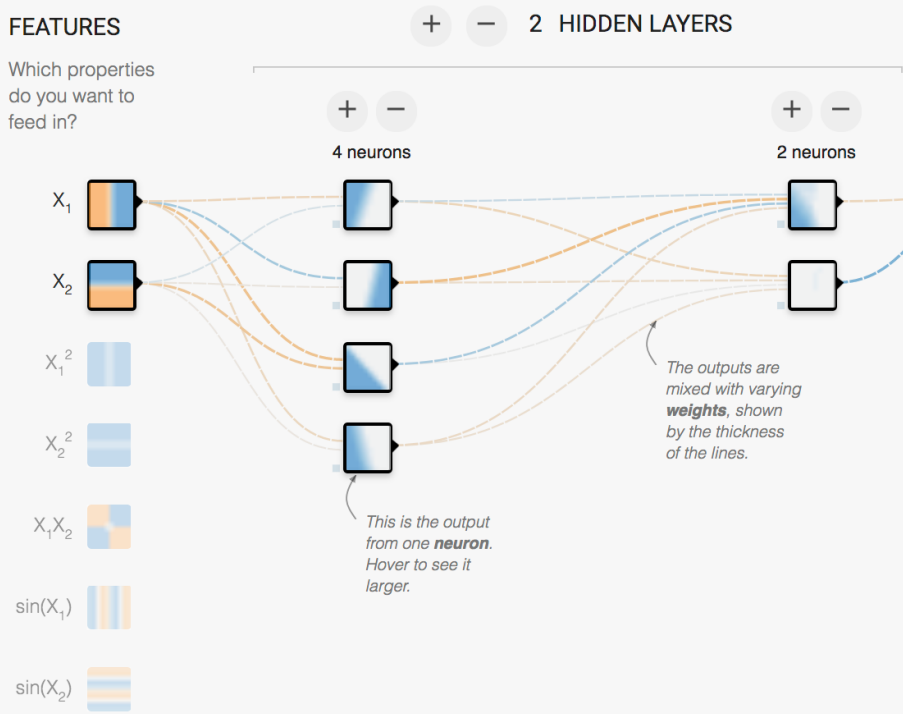 FEATURES
+ − 2 HIDDEN LAYERS
Which properties
do you want to
feed in?
+ −
4 neurons
+ −
2 neurons
X₁
X₂
X₁²
X₂²
X₁X₂
sin(X₁)
sin(X₂)
The outputs are
mixed with varying
weights, shown
by the thickness
of the lines.
This is the output
from one neuron.
Hover to see it
larger.